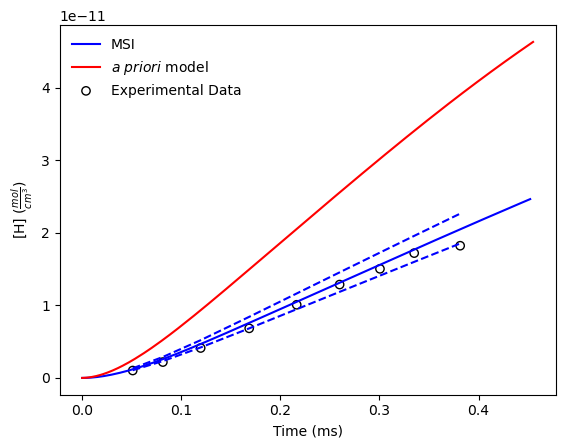 1e−11
MSI
a priori model
Experimental Data
4
3
2
1
0
[H] (mol/cm³)
0.0 0.1 0.2 0.3 0.4
Time (ms)